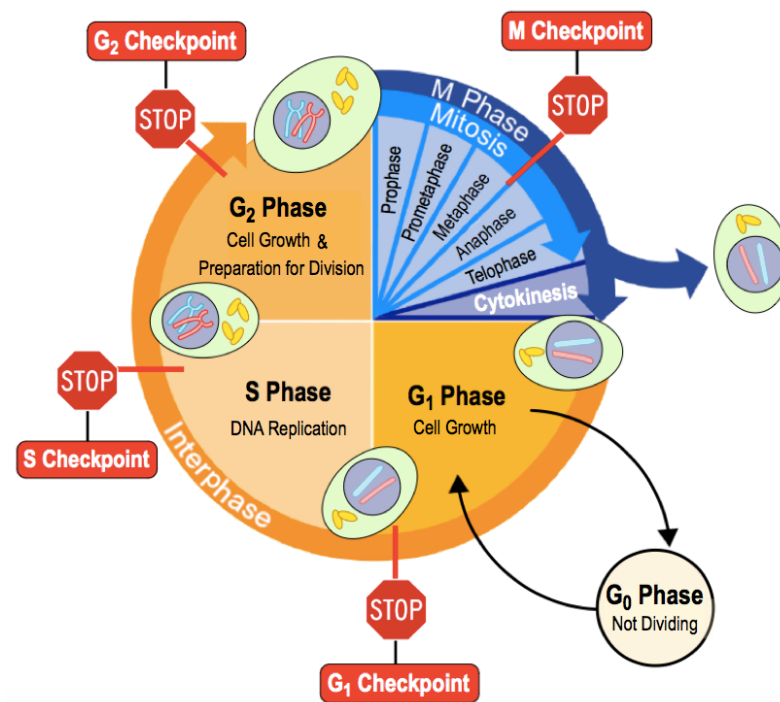 G₂ Checkpoint
STOP
M Checkpoint
STOP
M Phase
Mitosis
Prophase
Prometaphase
Metaphase
Anaphase
Telophase
Cytokinesis
G₂ Phase
Cell Growth &
Preparation for Division
STOP
S Checkpoint
S Phase
DNA Replication
G₁ Phase
Cell Growth
Interphase
STOP
G₁ Checkpoint
G₀ Phase
Not Dividing